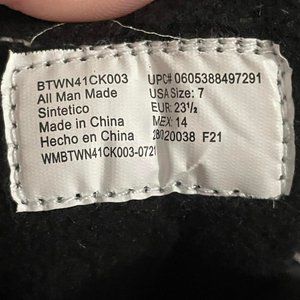 BTWN41CK003
All Man Made
Sintetico
Made in China
Hecho en China
WMBTWN41CK003-0721
UPC# 0605388497291
USA Size: 7
EUR: 23½
MEX: 14
28020038 F21